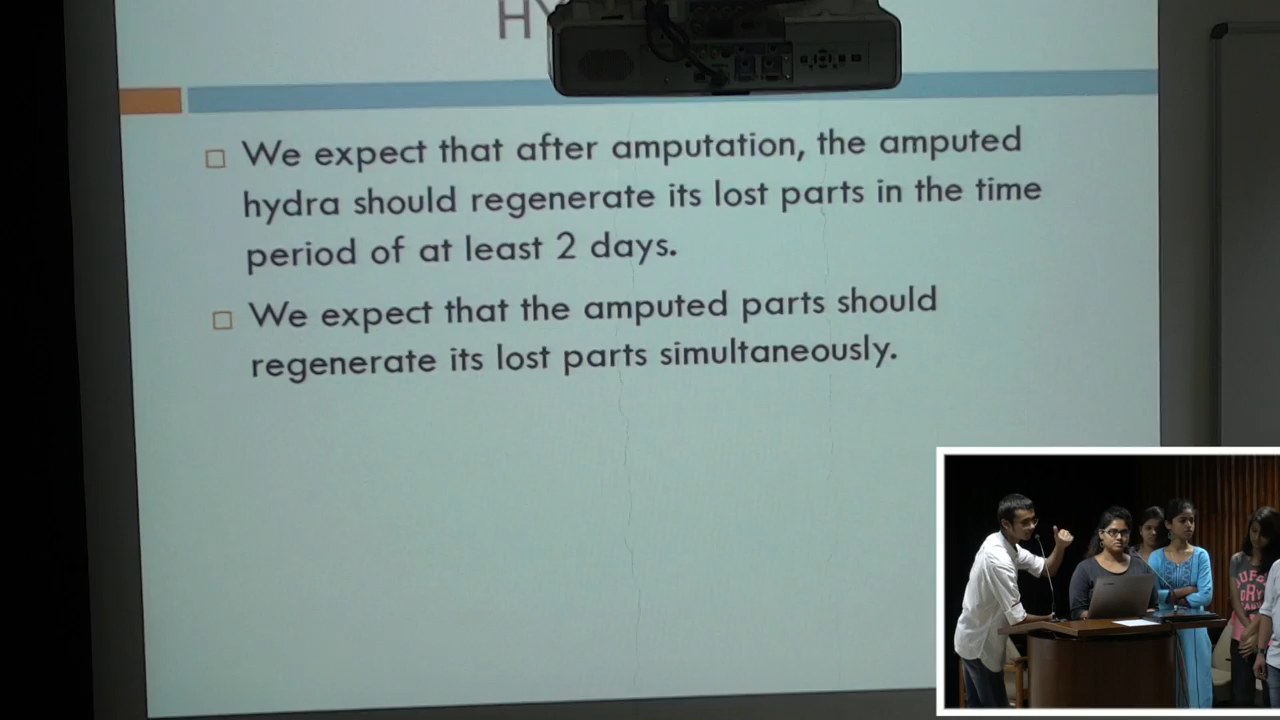 We expect that after amputation, the amputed
hydra should regenerate its lost parts in the time
period of at least 2 days.
We expect that the amputed parts should
regenerate its lost parts simultaneously.